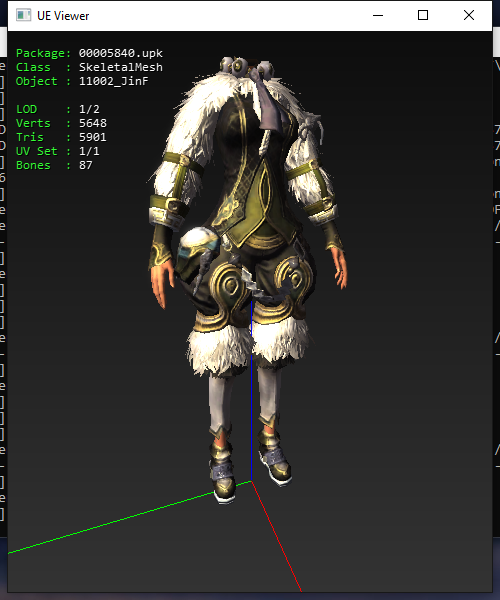 UE Viewer
Package: 00005840.upk
Class : SkeletalMesh
Object : 11002_JinF
LOD : 1/2
Verts : 5648
Tris : 5901
UV Set : 1/1
Bones : 87